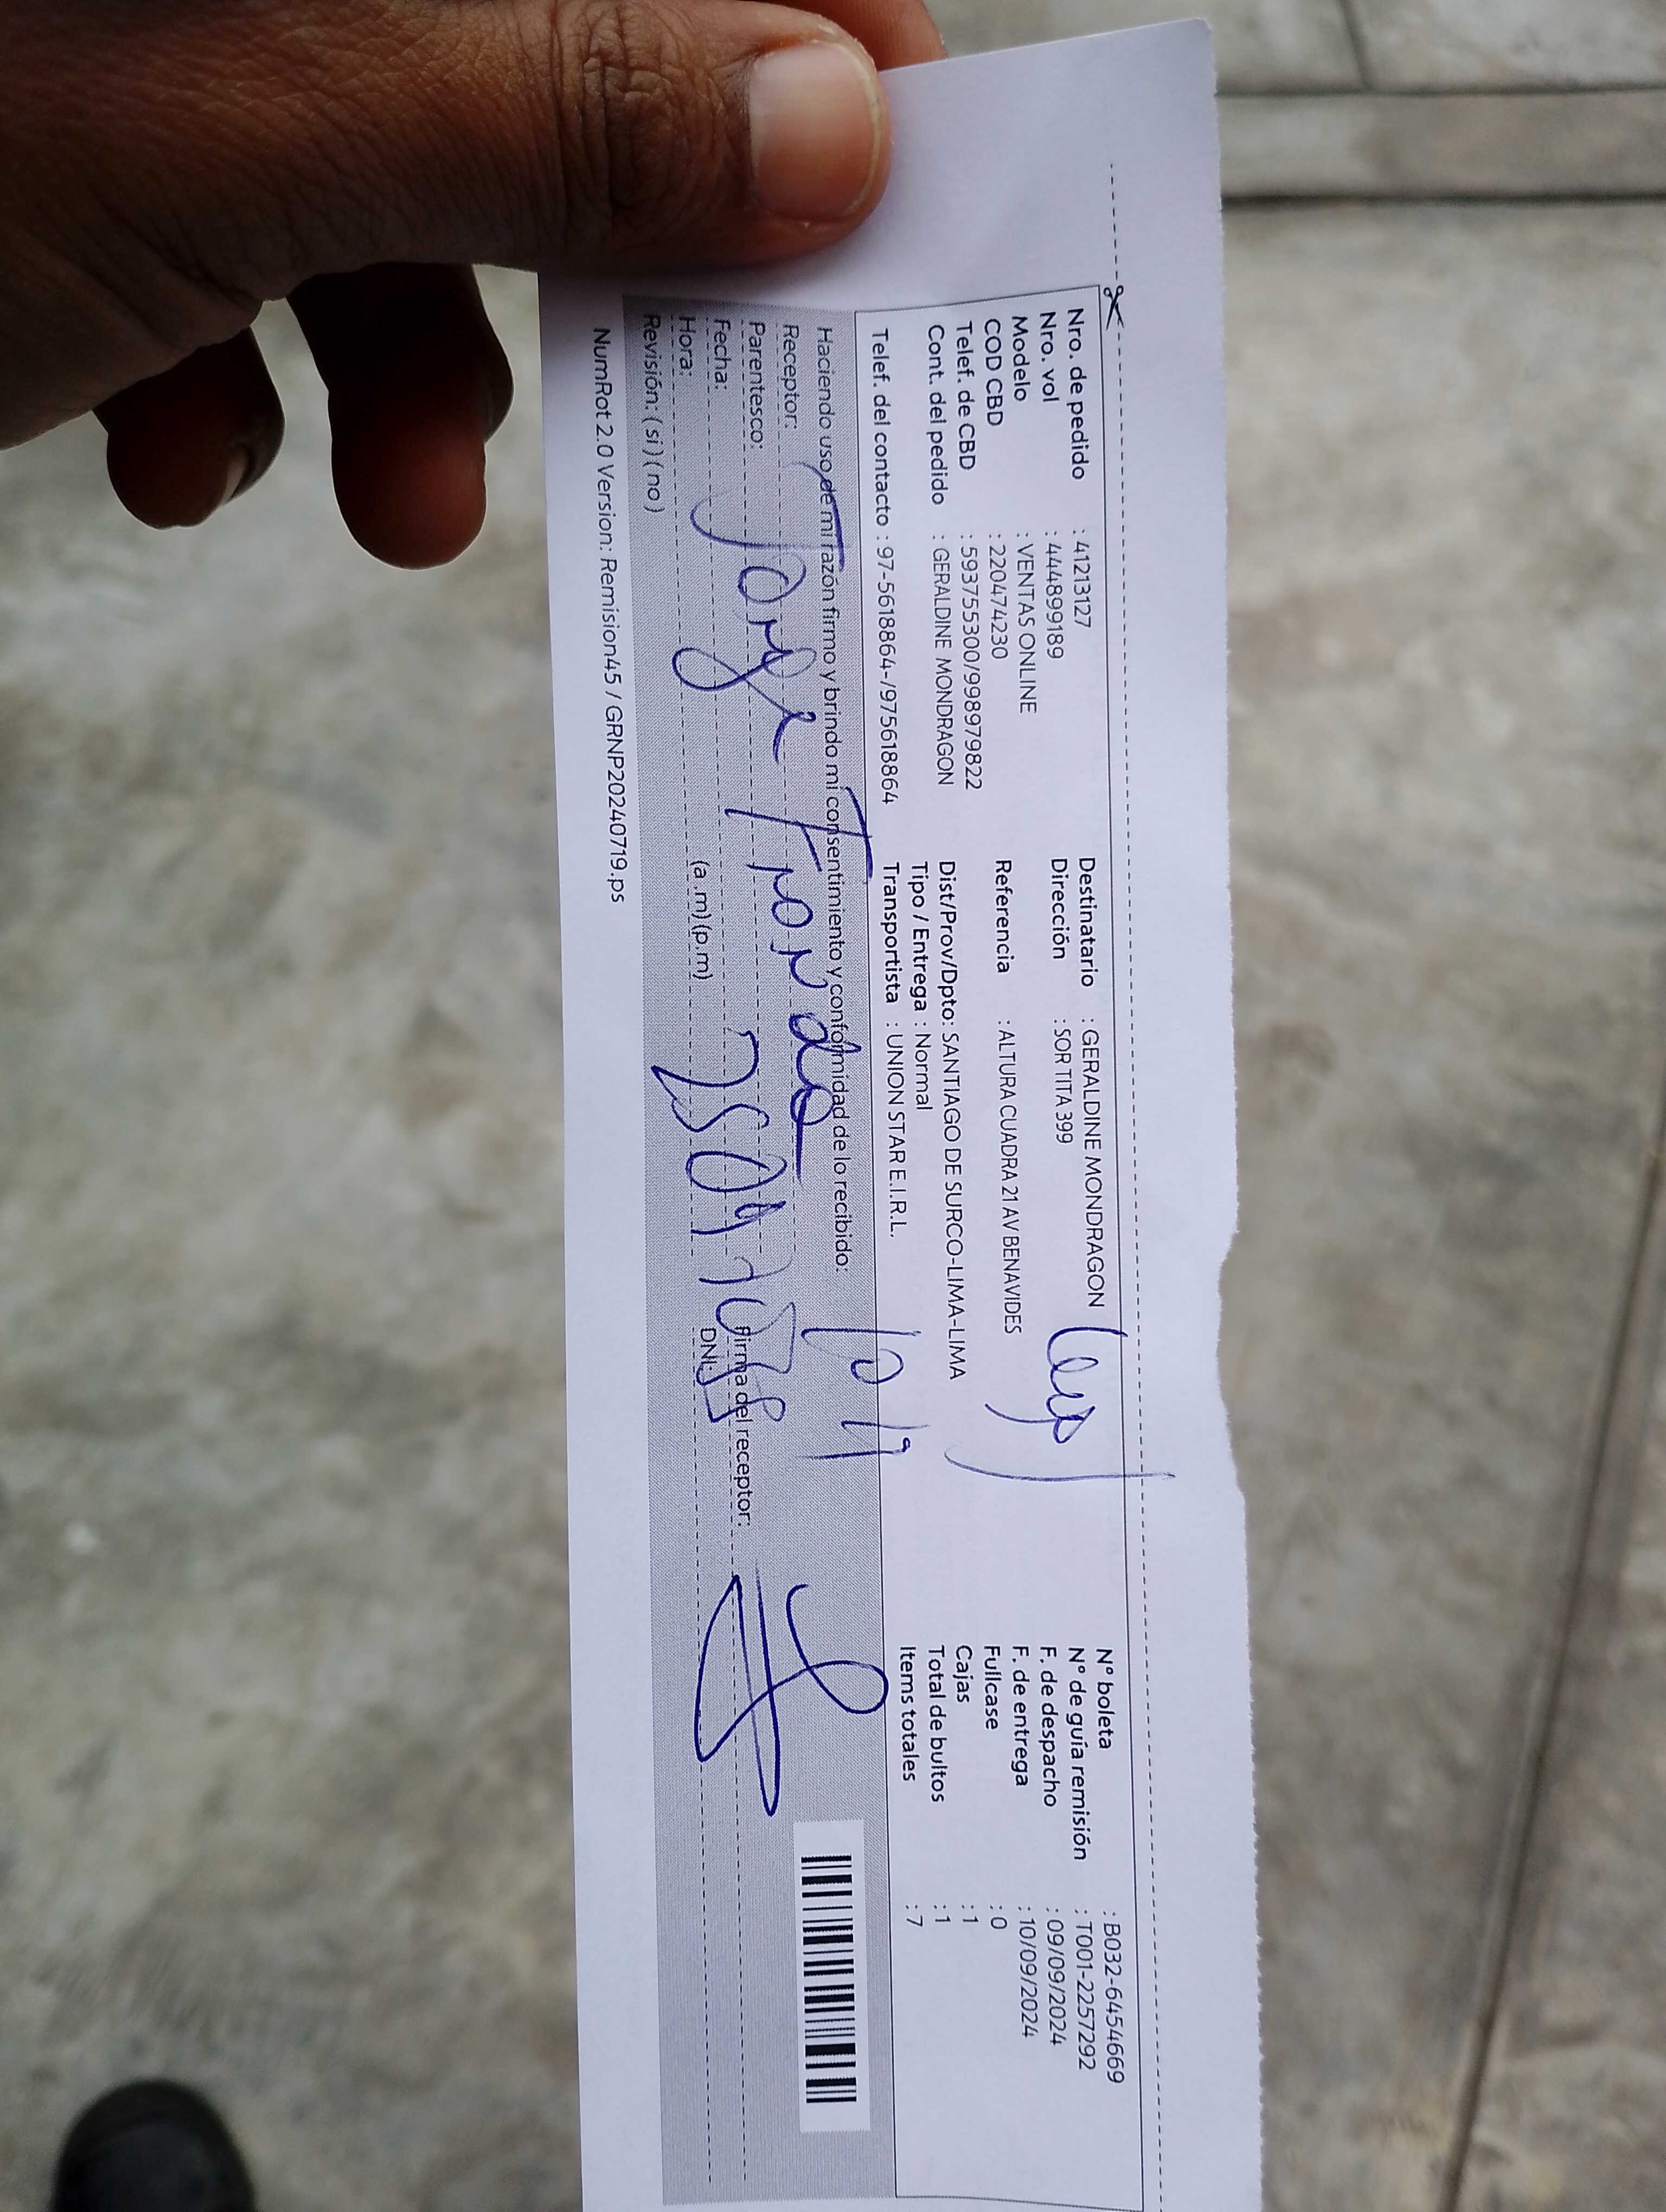 Nro. de pedido : 41213127
Nro. vol : 444899189
Modelo : VENTAS ONLINE
COD CBD : 220474230
Telef. de CBD : 593755300/998979822
Cont. del pedido : GERALDINE MONDRAGON
Telef. del contacto : 97-5618864-/975618864
Destinatario : GERALDINE MONDRAGON
Dirección : SOR TITA 399
Referencia : ALTURA CUADRA 21 AV BENAVIDES
Dist/Prov/Dpto: SANTIAGO DE SURCO-LIMA-LIMA
Tipo / Entrega : Normal
Transportista : UNION STAR E.I.R.L.
N° boleta : B032-6454669
N° de guía remisión : T001-2257292
F. de despacho : 09/09/2024
F. de entrega : 10/09/2024
Fullcase : 0
Cajas : 1
Total de bultos : 1
Items totales : 7
Haciendo uso de mi razón firmo y brindo mi consentimiento y conformidad de lo recibido:
Receptor:
Parentesco:
Fecha:
Hora: (a.m)(p.m)
Revisión: (si) (no)
Jorge
Firma del receptor:
DNI:
NumRot 2.0 Version: Remision45 / GRNP20240719.ps